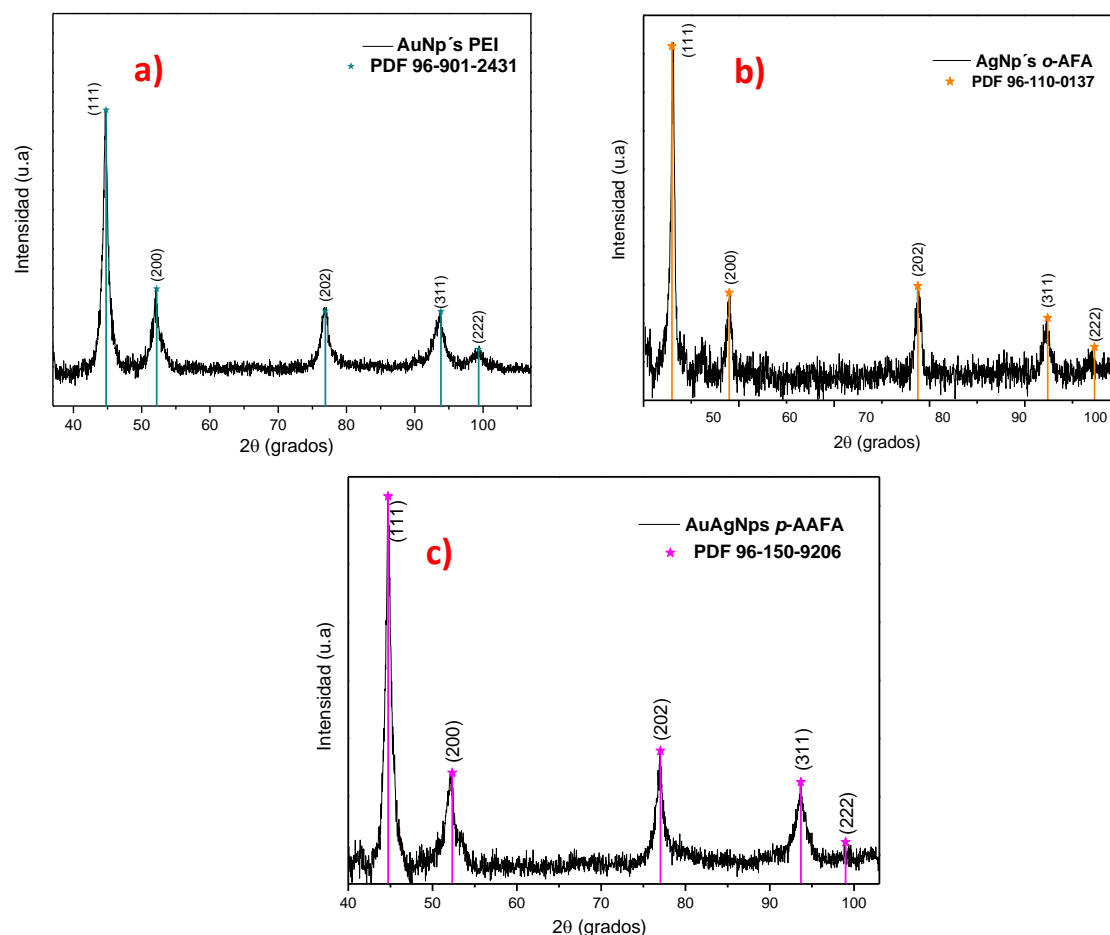 a)
AuNp´s PEI
PDF 96-901-2431
(111)
(200)
(202)
(311)
(222)
Intensidad (u.a)
40 50 60 70 80 90 100
2θ (grados)
b)
AgNp´s o-AFA
PDF 96-110-0137
(111)
(200)
(202)
(311)
(222)
Intensidad (u.a)
50 60 70 80 90 100
2θ (grados)
c)
AuAgNps p-AAFA
PDF 96-150-9206
(111)
(200)
(202)
(311)
(222)
Intensidad (u.a)
40 50 60 70 80 90 100
2θ (grados)